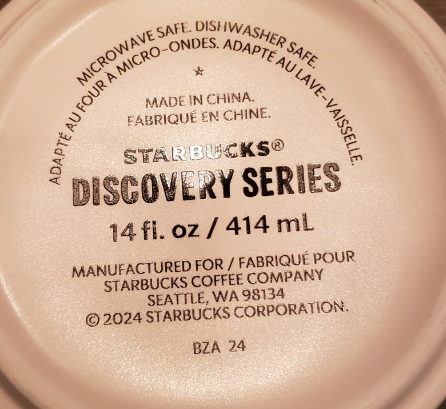 MICROWAVE SAFE. DISHWASHER SAFE.
ADAPTÉ AU FOUR À MICRO-ONDES. ADAPTÉ AU LAVE-VAISSELLE.
MADE IN CHINA.
FABRIQUÉ EN CHINE.
STARBUCKS®
DISCOVERY SERIES
14 fl. oz / 414 mL
MANUFACTURED FOR / FABRIQUÉ POUR
STARBUCKS COFFEE COMPANY
SEATTLE, WA 98134
© 2024 STARBUCKS CORPORATION.
BZA 24